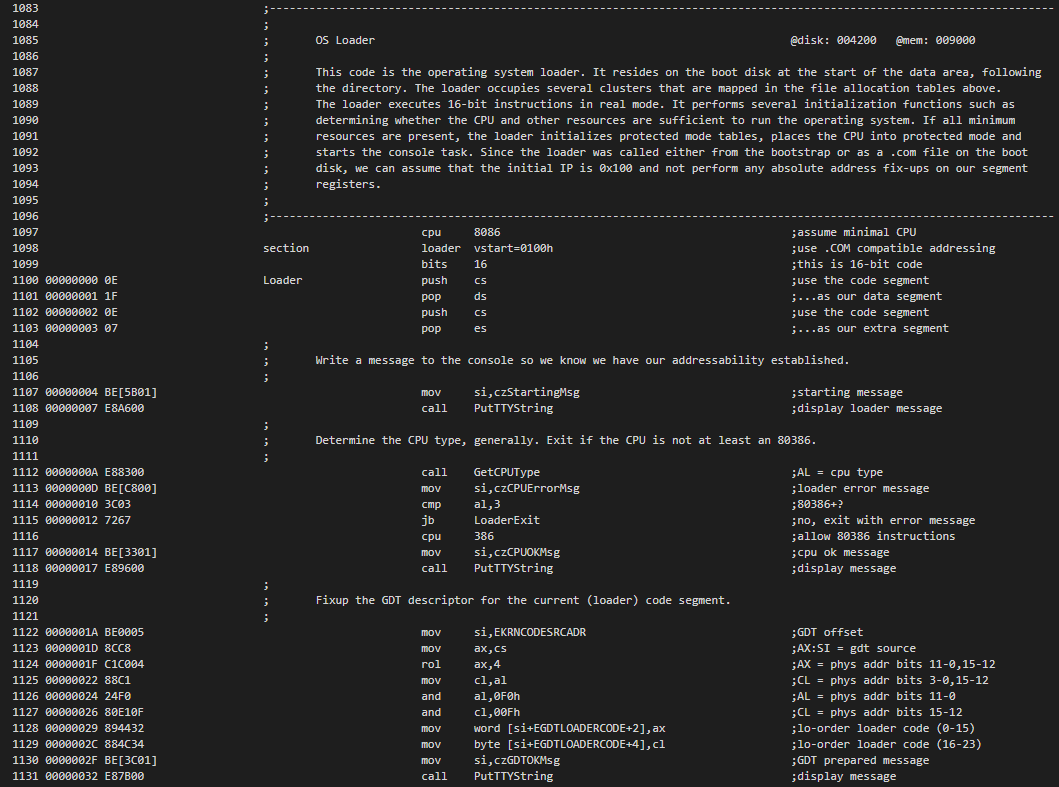 1083 ;-----------------------------------------------------------------------------------------------------------------------
1084 ;
1085 ; OS Loader @disk: 004200 @mem: 009000
1086 ;
1087 ; This code is the operating system loader. It resides on the boot disk at the start of the data area, following
1088 ; the directory. The loader occupies several clusters that are mapped in the file allocation tables above.
1089 ; The loader executes 16-bit instructions in real mode. It performs several initialization functions such as
1090 ; determining whether the CPU and other resources are sufficient to run the operating system. If all minimum
1091 ; resources are present, the loader initializes protected mode tables, places the CPU into protected mode and
1092 ; starts the console task. Since the loader was called either from the bootstrap or as a .com file on the boot
1093 ; disk, we can assume that the initial IP is 0x100 and not perform any absolute address fix-ups on our segment
1094 ; registers.
1095 ;
1096 ;-----------------------------------------------------------------------------------------------------------------------
1097 cpu 8086 ;assume minimal CPU
1098 section loader vstart=0100h ;use .COM compatible addressing
1099 bits 16 ;this is 16-bit code
1100 00000000 0E Loader push cs ;use the code segment
1101 00000001 1F pop ds ;...as our data segment
1102 00000002 0E push cs ;use the code segment
1103 00000003 07 pop es ;...as our extra segment
1104 ;
1105 ; Write a message to the console so we know we have our addressability established.
1106 ;
1107 00000004 BE[5B01] mov si,czStartingMsg ;starting message
1108 00000007 E8A600 call PutTTYString ;display loader message
1109 ;
1110 ; Determine the CPU type, generally. Exit if the CPU is not at least an 80386.
1111 ;
1112 0000000A E88300 call GetCPUType ;AL = cpu type
1113 0000000D BE[C800] mov si,czCPUErrorMsg ;loader error message
1114 00000010 3C03 cmp al,3 ;80386+?
1115 00000012 7267 jb LoaderExit ;no, exit with error message
1116 cpu 386 ;allow 80386 instructions
1117 00000014 BE[3301] mov si,czCPUOKMsg ;cpu ok message
1118 00000017 E89600 call PutTTYString ;display message
1119 ;
1120 ; Fixup the GDT descriptor for the current (loader) code segment.
1121 ;
1122 0000001A BE0005 mov si,EKRNCODESRCADR ;GDT offset
1123 0000001D 8CC8 mov ax,cs ;AX:SI = gdt source
1124 0000001F C1C004 rol ax,4 ;AX = phys addr bits 11-0,15-12
1125 00000022 88C1 mov cl,al ;CL = phys addr bits 3-0,15-12
1126 00000024 24F0 and al,0F0h ;AL = phys addr bits 11-0
1127 00000026 80E10F and cl,00Fh ;CL = phys addr bits 15-12
1128 00000029 894432 mov word [si+EGDTLOADERCODE+2],ax ;lo-order loader code (0-15)
1129 0000002C 884C34 mov byte [si+EGDTLOADERCODE+4],cl ;lo-order loader code (16-23)
1130 0000002F BE[3C01] mov si,czGDTOKMsg ;GDT prepared message
1131 00000032 E87B00 call PutTTYString ;display message